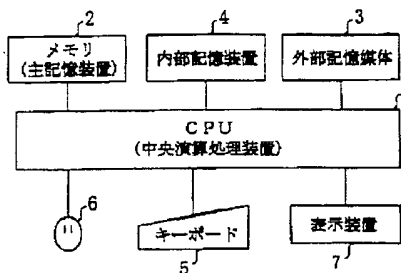 2
4
3
メモリ
(主記憶装置)
内部記憶装置
外部記憶媒体
CPU
(中央演算処理装置)
6
キーボード
5
表示装置
7